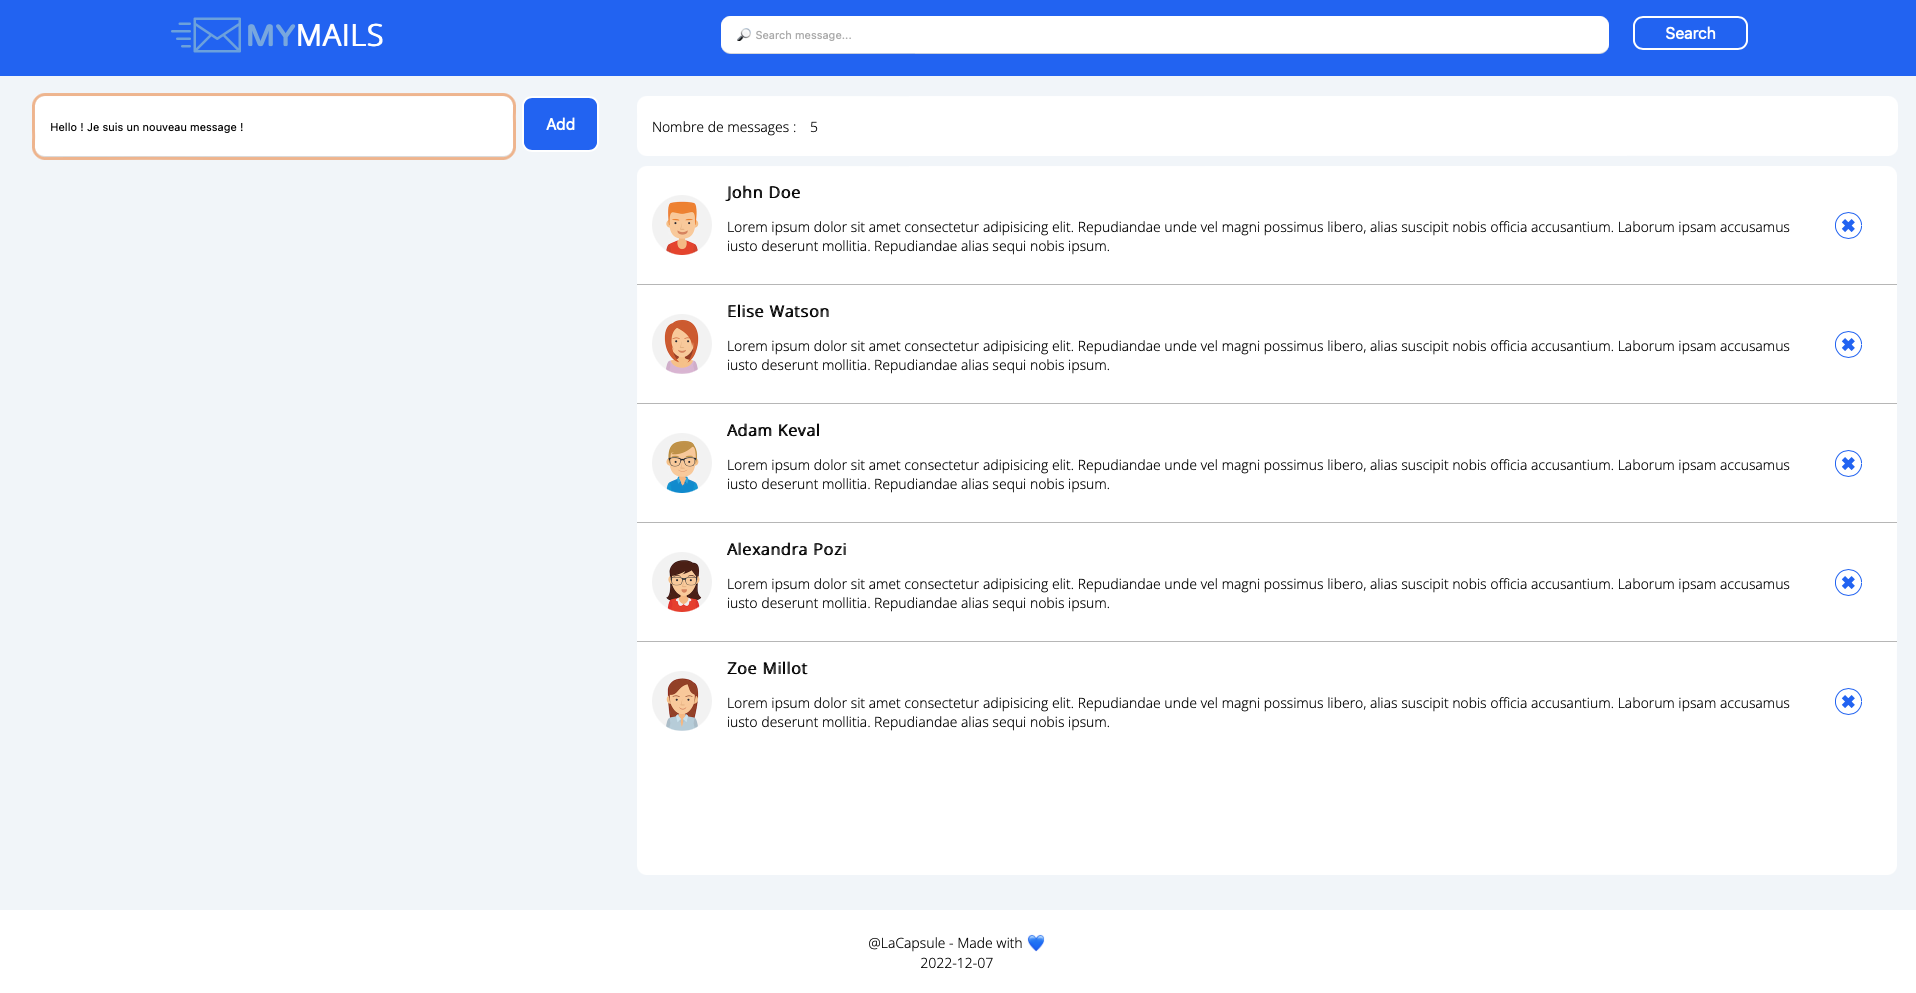 MYMAILS
🔎 Search message...
Search
Hello ! Je suis un nouveau message !
Add
Nombre de messages : 5
John Doe
Lorem ipsum dolor sit amet consectetur adipisicing elit. Repudiandae unde vel magni possimus libero, alias suscipit nobis officia accusantium. Laborum ipsam accusamus
iusto deserunt mollitia. Repudiandae alias sequi nobis ipsum.
✖
Elise Watson
Lorem ipsum dolor sit amet consectetur adipisicing elit. Repudiandae unde vel magni possimus libero, alias suscipit nobis officia accusantium. Laborum ipsam accusamus
iusto deserunt mollitia. Repudiandae alias sequi nobis ipsum.
✖
Adam Keval
Lorem ipsum dolor sit amet consectetur adipisicing elit. Repudiandae unde vel magni possimus libero, alias suscipit nobis officia accusantium. Laborum ipsam accusamus
iusto deserunt mollitia. Repudiandae alias sequi nobis ipsum.
✖
Alexandra Pozi
Lorem ipsum dolor sit amet consectetur adipisicing elit. Repudiandae unde vel magni possimus libero, alias suscipit nobis officia accusantium. Laborum ipsam accusamus
iusto deserunt mollitia. Repudiandae alias sequi nobis ipsum.
✖
Zoe Millot
Lorem ipsum dolor sit amet consectetur adipisicing elit. Repudiandae unde vel magni possimus libero, alias suscipit nobis officia accusantium. Laborum ipsam accusamus
iusto deserunt mollitia. Repudiandae alias sequi nobis ipsum.
✖
@LaCapsule - Made with 💙
2022-12-07